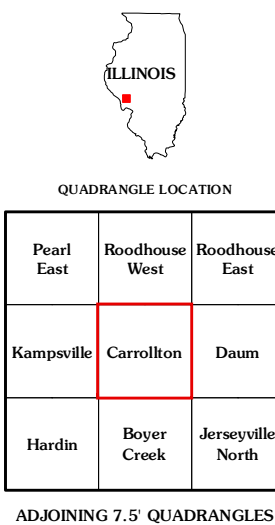 ILLINOIS
QUADRANGLE LOCATION
Pearl East
Roodhouse West
Roodhouse East
Kampsville
Carrollton
Daum
Hardin
Boyer Creek
Jerseyville North
ADJOINING 7.5' QUADRANGLES